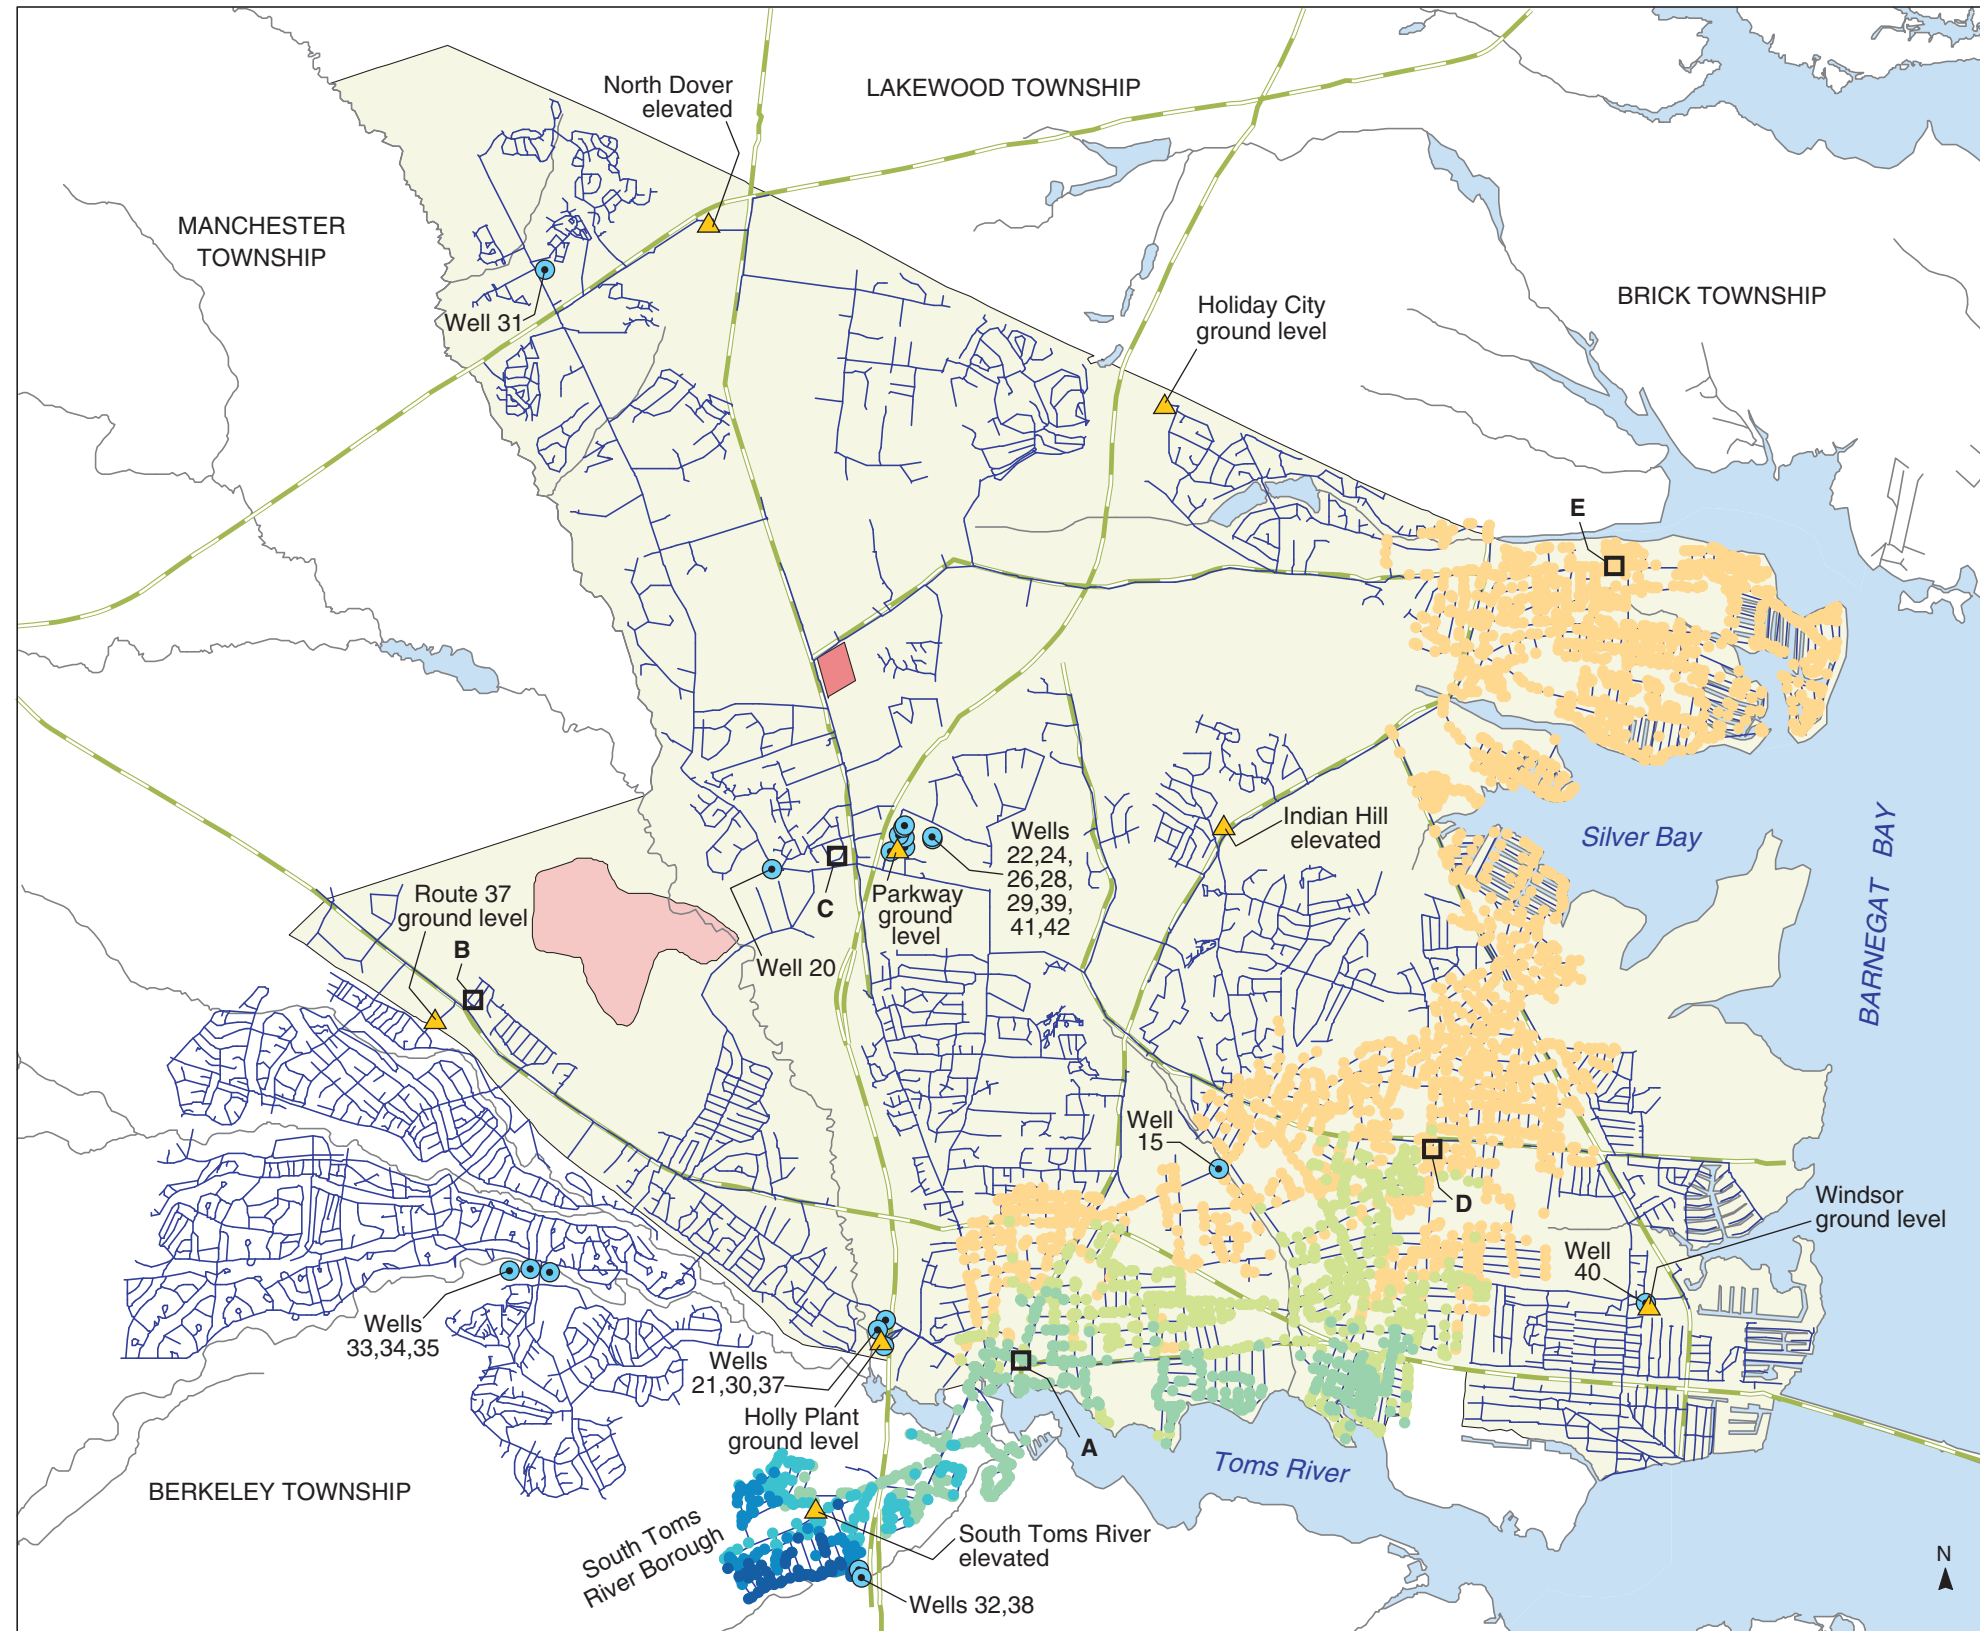 North Dover
elevated
LAKEWOOD TOWNSHIP
MANCHESTER
TOWNSHIP
Well 31
Holiday City
ground level
BRICK TOWNSHIP
E
Indian Hill
elevated
Silver Bay
BARNEGAT BAY
Wells
22,24,
26,28,
29,39,
41,42
Parkway
ground
level
C
Well 20
Route 37
ground level
B
Well
15
D
Windsor
ground level
Well
40
Wells
33,34,35
Wells
21,30,37
Holly Plant
ground level
A
Toms River
BERKELEY TOWNSHIP
South Toms
River Borough
South Toms River
elevated
Wells 32,38
N